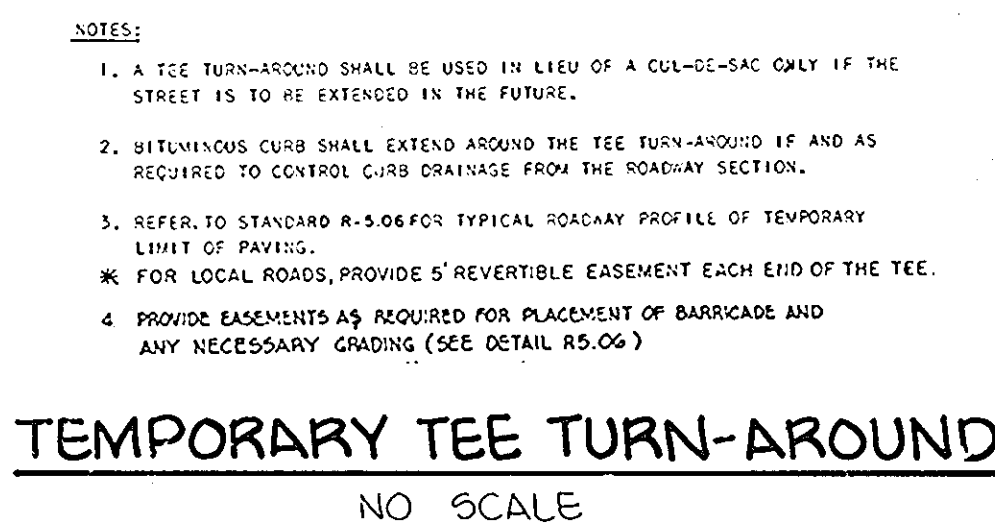 NOTES:
1. A TEE TURN-AROUND SHALL BE USED IN LIEU OF A CUL-DE-SAC ONLY IF THE
STREET IS TO BE EXTENDED IN THE FUTURE.
2. BITUMINOUS CURB SHALL EXTEND AROUND THE TEE TURN-AROUND IF AND AS
REQUIRED TO CONTROL CURB DRAINAGE FROM THE ROADWAY SECTION.
3. REFER. TO STANDARD R-5.06 FOR TYPICAL ROADWAY PROFILE OF TEMPORARY
LIMIT OF PAVING.
* FOR LOCAL ROADS, PROVIDE 5' REVERTIBLE EASEMENT EACH END OF THE TEE.
4 PROVIDE EASEMENTS AS REQUIRED FOR PLACEMENT OF BARRICADE AND
ANY NECESSARY GRADING (SEE DETAIL R5.06)
TEMPORARY TEE TURN-AROUND
NO SCALE